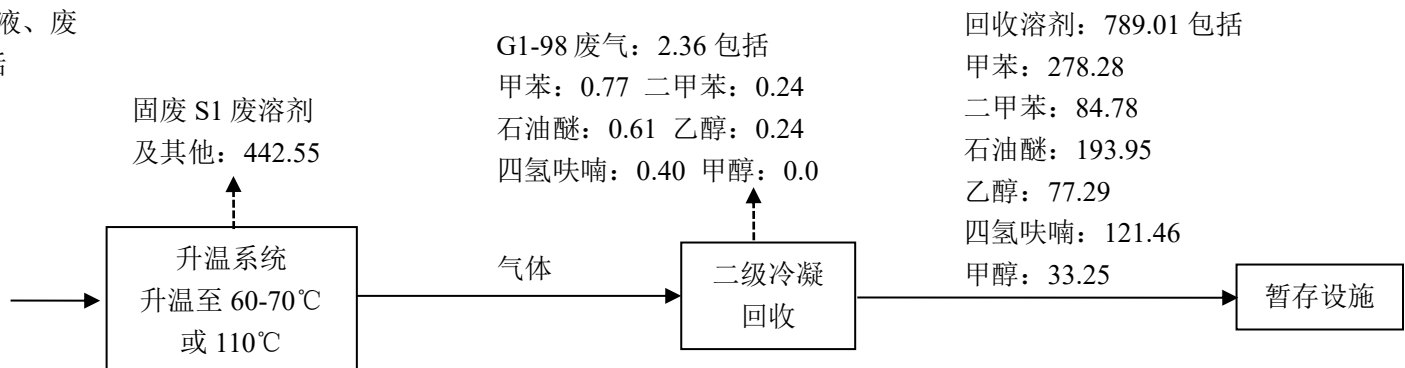 液、废
括
固废 S1 废溶剂
及其他：442.55
升温系统
升温至 60-70℃
或 110℃
气体
G1-98 废气：2.36 包括
甲苯：0.77 二甲苯：0.24
石油醚：0.61 乙醇：0.24
四氢呋喃：0.40 甲醇：0.0
二级冷凝
回收
回收溶剂：789.01 包括
甲苯：278.28
二甲苯：84.78
石油醚：193.95
乙醇：77.29
四氢呋喃：121.46
甲醇：33.25
暂存设施